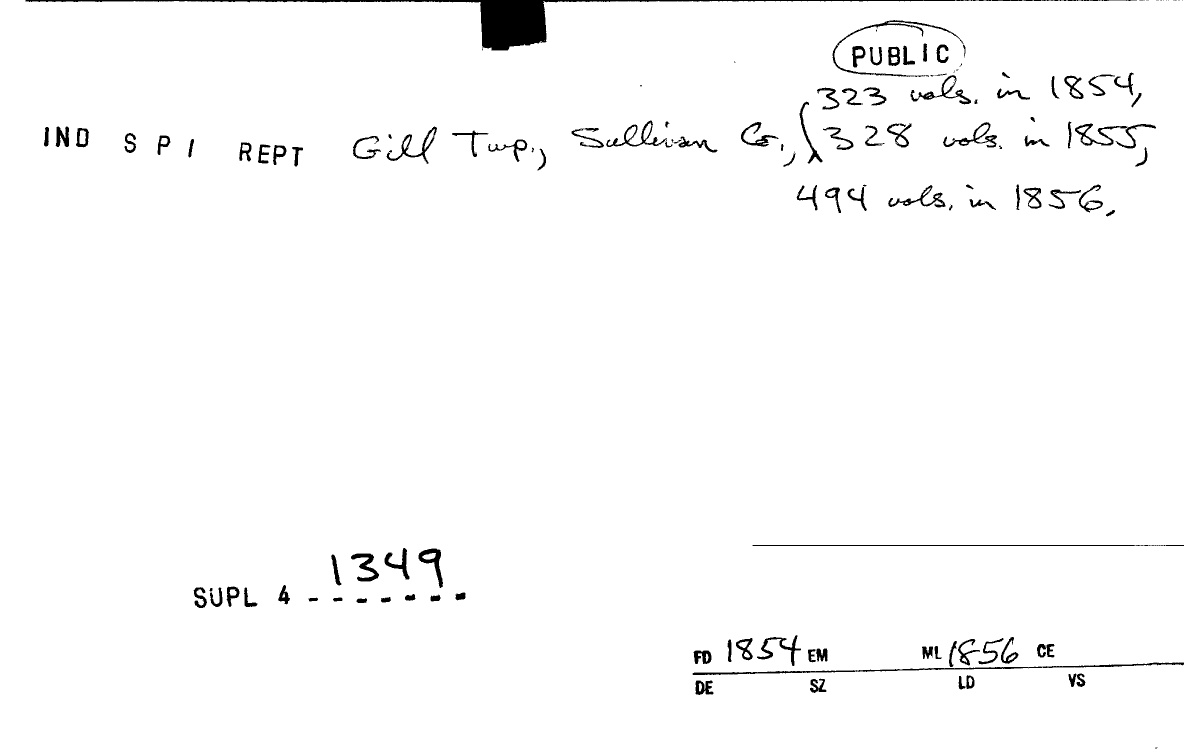 PUBLIC
323 vols. in 1854,
IND S P I REPT Gill Twp., Sullivan Co., 328 vols. in 1855,
494 vols. in 1856.
1349
SUPL 4 -------
FD 1854 EM ML 1856 CE
DE SZ LD VS